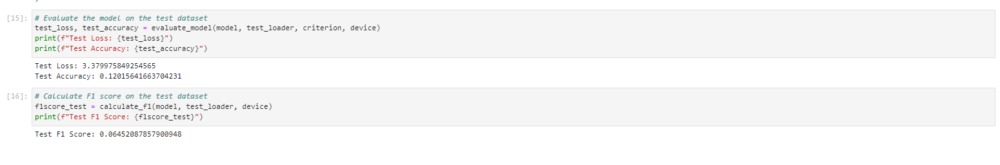 [15]: # Evaluate the model on the test dataset
test_loss, test_accuracy = evaluate_model(model, test_loader, criterion, device)
print(f"Test Loss: {test_loss}")
print(f"Test Accuracy: {test_accuracy}")
Test Loss: 3.379975849254565
Test Accuracy: 0.12015641663704231
[16]: # Calculate F1 score on the test dataset
f1score_test = calculate_f1(model, test_loader, device)
print(f"Test F1 Score: {f1score_test}")
Test F1 Score: 0.06452087857900948